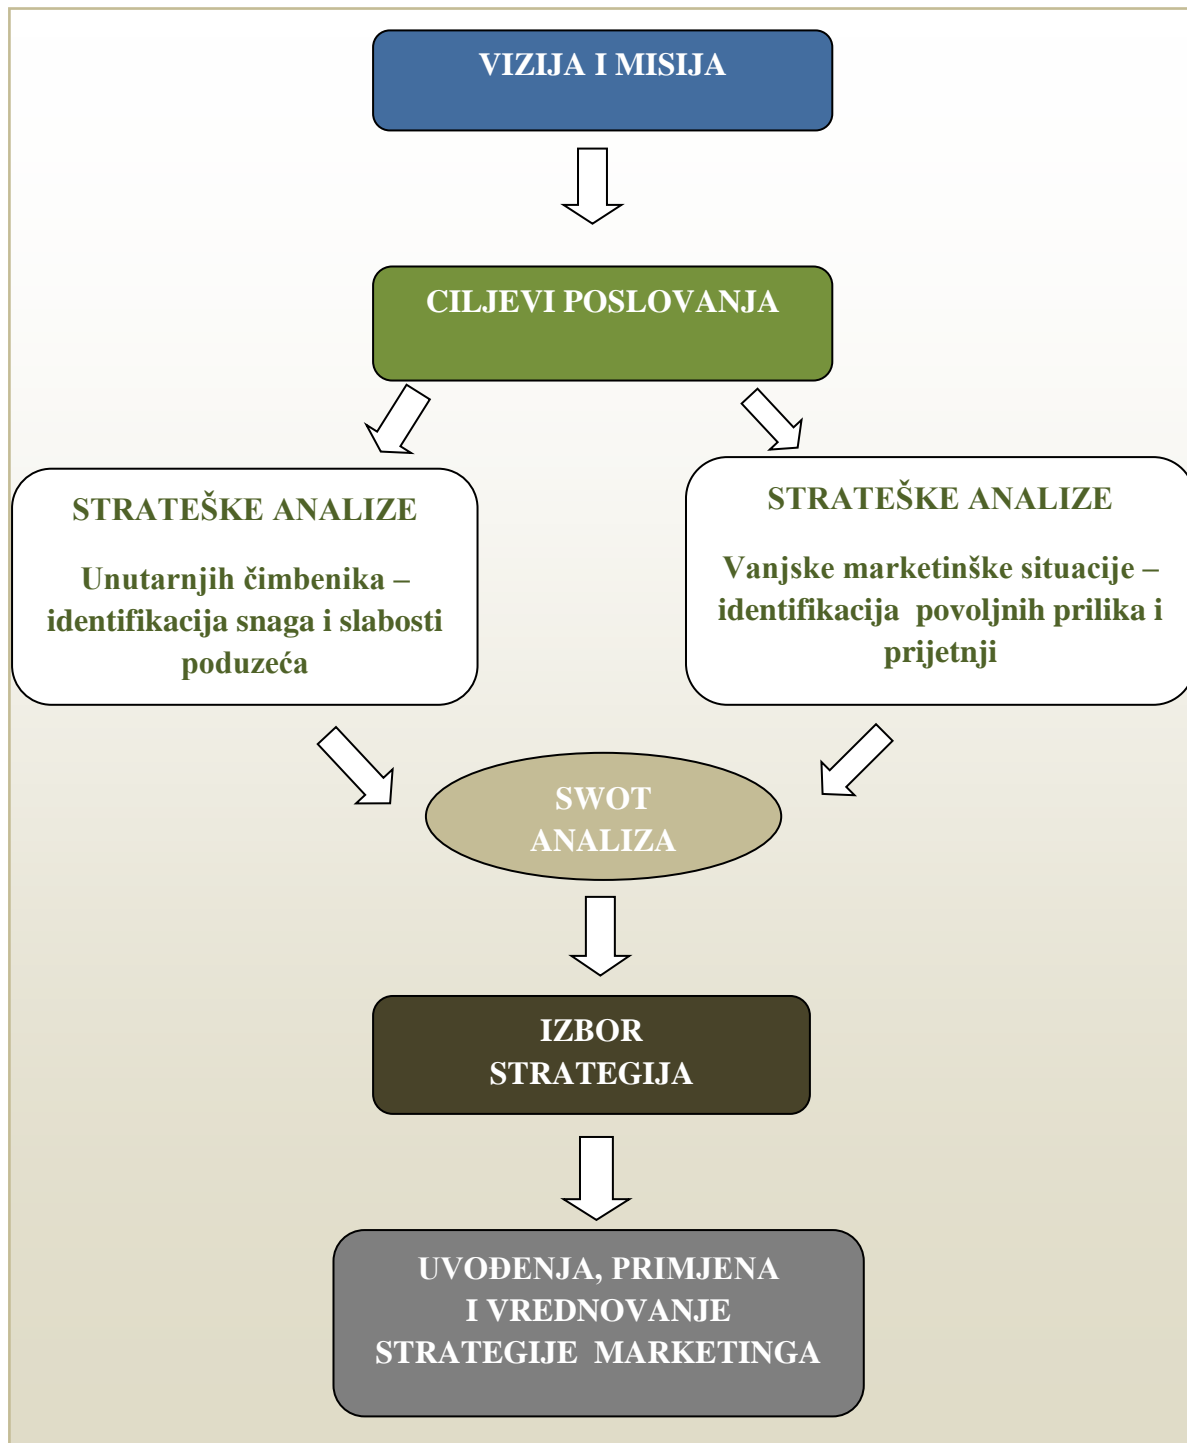 VIZIJA I MISIJA
CILJEVI POSLOVANJA
STRATEŠKE ANALIZE
Unutarnjih čimbenika –
identifikacija snaga i slabosti
poduzeća
STRATEŠKE ANALIZE
Vanjske marketinške situacije –
identifikacija povoljnih prilika i
prijetnji
SWOT
ANALIZA
IZBOR
STRATEGIJA
UVOĐENJA, PRIMJENA
I VREDNOVANJE
STRATEGIJE MARKETINGA